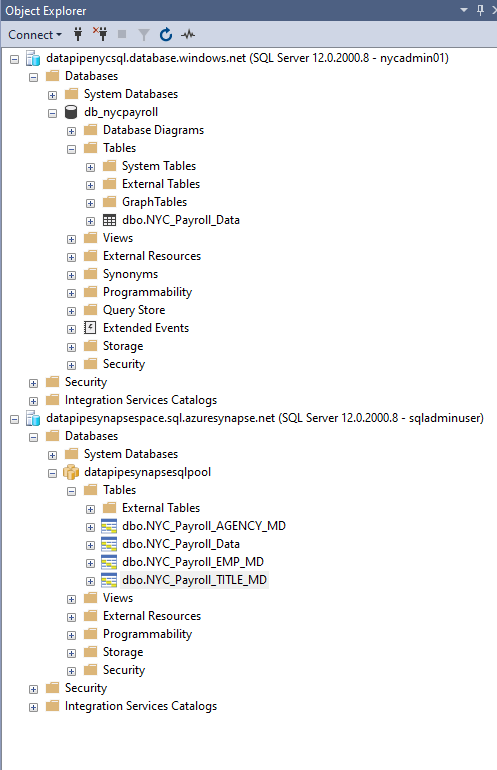 Object Explorer
Connect
datapipenycsql.database.windows.net (SQL Server 12.0.2000.8 - nycadmin01)
Databases
System Databases
db_nycpayroll
Database Diagrams
Tables
System Tables
External Tables
GraphTables
dbo.NYC_Payroll_Data
Views
External Resources
Synonyms
Programmability
Query Store
Extended Events
Storage
Security
Security
Integration Services Catalogs
datapipesynapsespace.sql.azuresynapse.net (SQL Server 12.0.2000.8 - sqladminuser)
Databases
System Databases
datapipesynapsesqlpool
Tables
External Tables
dbo.NYC_Payroll_AGENCY_MD
dbo.NYC_Payroll_Data
dbo.NYC_Payroll_EMP_MD
dbo.NYC_Payroll_TITLE_MD
Views
External Resources
Programmability
Storage
Security
Security
Integration Services Catalogs